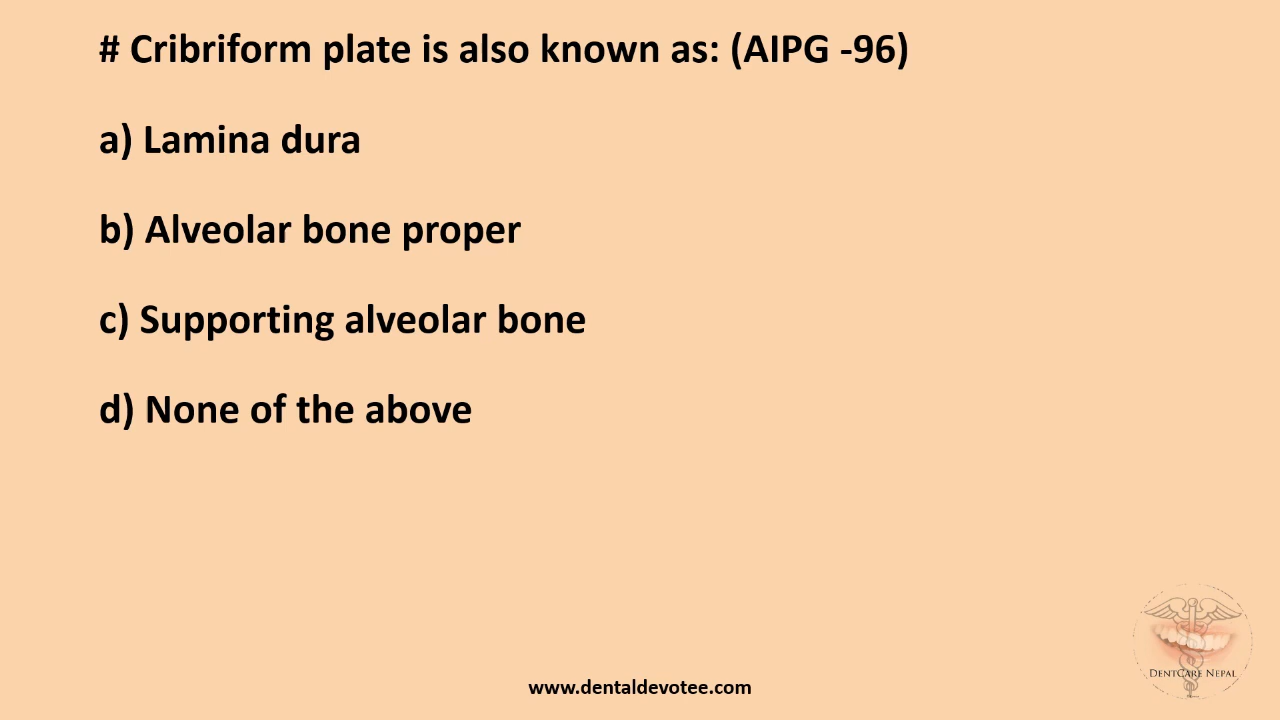 # Cribriform plate is also known as: (AIPG -96)
a) Lamina dura
b) Alveolar bone proper
c) Supporting alveolar bone
d) None of the above
DentCare Nepal
www.dentaldevotee.com